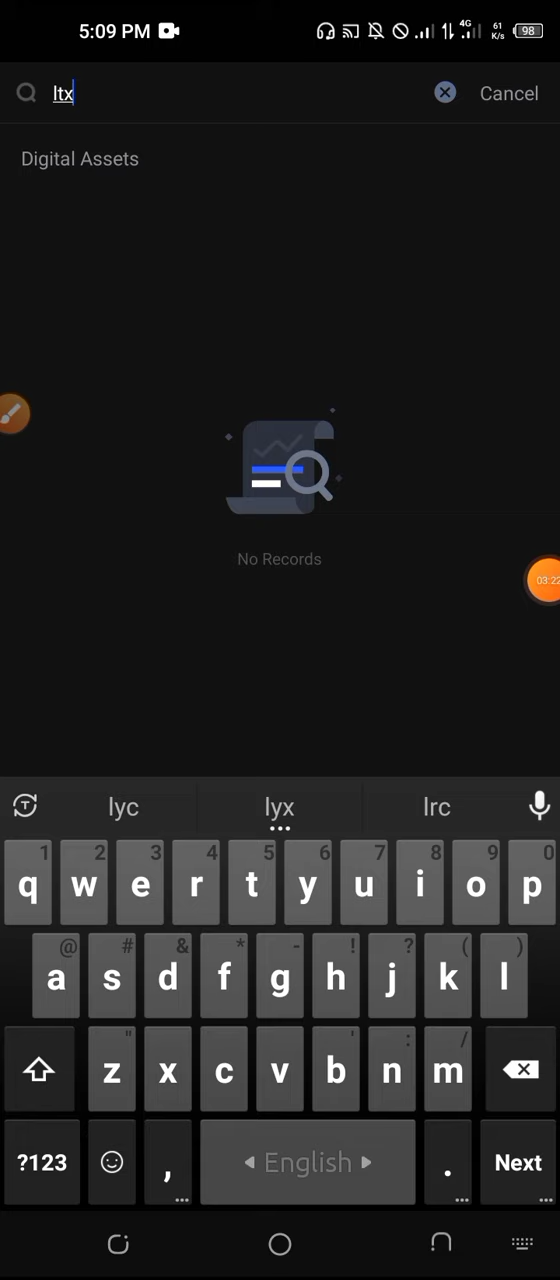 5:09 PM 4G 61 K/s 98
ltx Cancel
Digital Assets
No Records
03:22
lyc lyx lrc
1 2 3 4 5 6 7 8 9 0
q w e r t y u i o p
@ # & * - ! ? ( )
a s d f g h j k l
" ' : /
z x c v b n m
?123 , English . Next